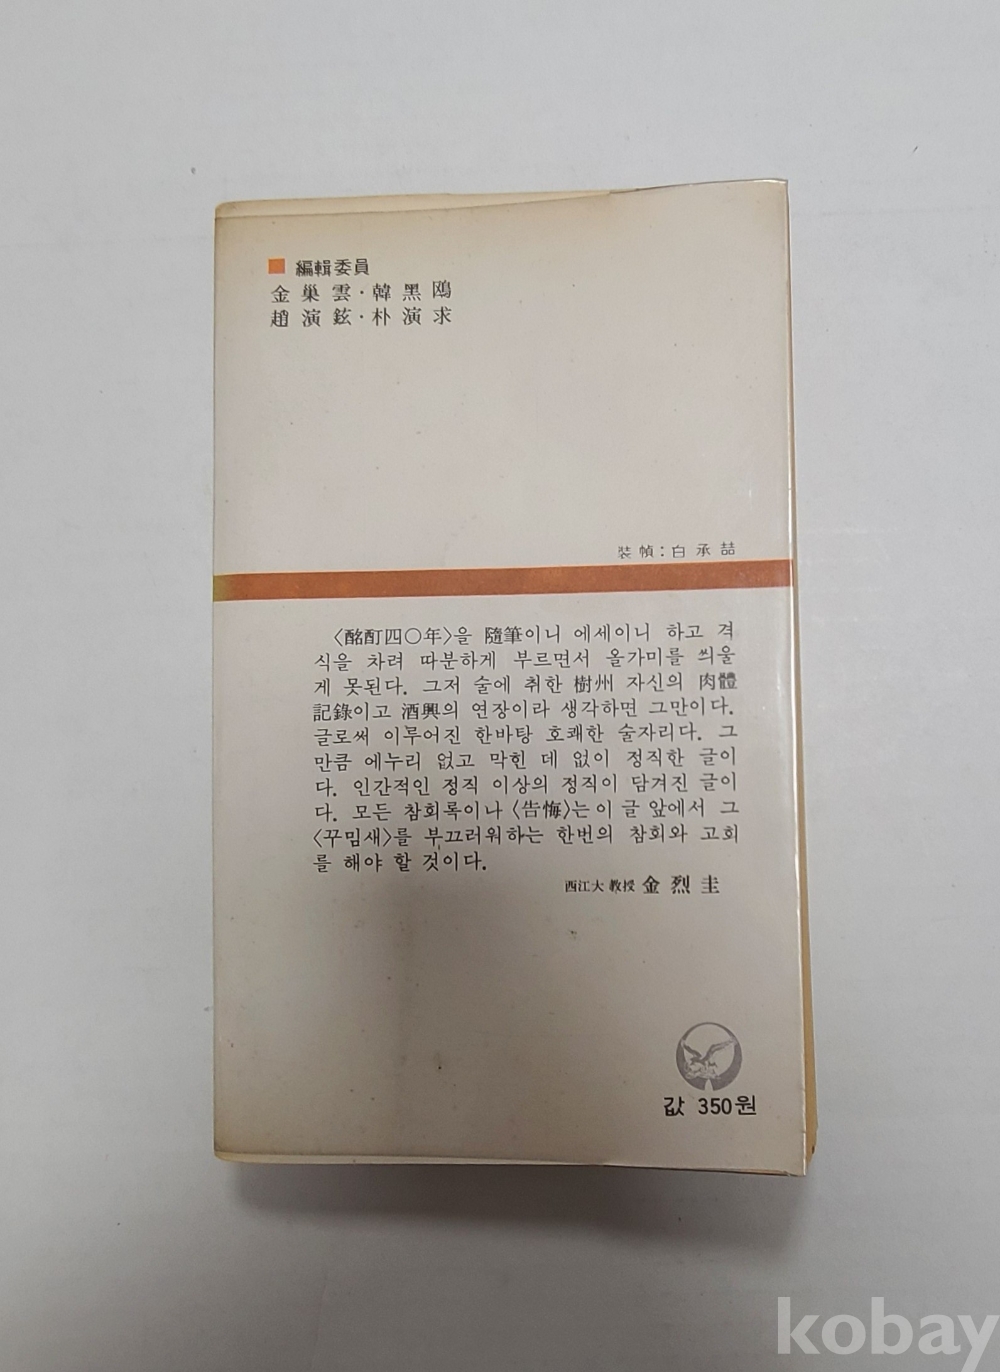 ■ 編輯委員
金巢雲·韓黑鷗
趙演鉉·朴演求
裝幀:白承喆
〈酩酊四〇年〉을 隨筆이니 에세이니 하고 격
식을 차려 따분하게 부르면서 올가미를 씌울
게 못된다. 그저 술에 취한 樹州 자신의 肉體
記錄이고 酒興의 연장이라 생각하면 그만이다.
글로써 이루어진 한바탕 호쾌한 술자리다. 그
만큼 에누리 없고 막힌 데 없이 정직한 글이
다. 인간적인 정직 이상의 정직이 담겨진 글이
다. 모든 참회록이나 〈告悔〉는 이 글 앞에서 그
〈꾸밈새〉를 부끄러워하는 한번의 참회와 고회
를 해야 할 것이다.
西江大 教授 金烈圭
값 350원
kobay